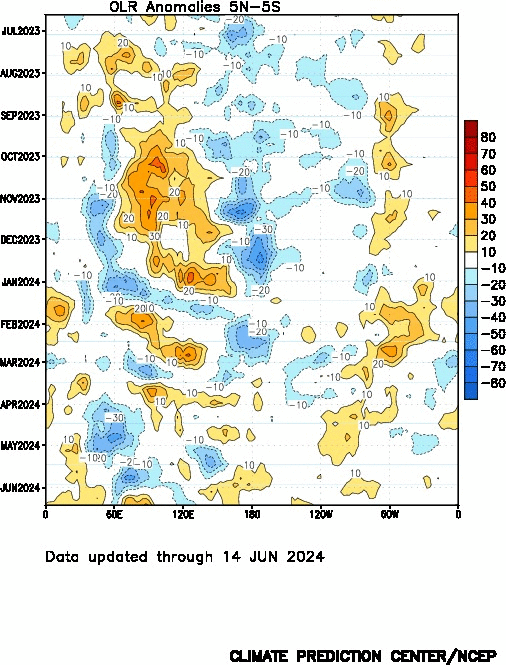 OLR Anomalies 5N-5S
JUL2023
AUG2023
SEP2023
OCT2023
NOV2023
DEC2023
JAN2024
FEB2024
MAR2024
APR2024
MAY2024
JUN2024
0 60E 120E 180 120W 60W 0
80
70
60
50
40
30
20
10
-10
-20
-30
-40
-50
-60
-70
-80
Data updated through 14 JUN 2024
CLIMATE PREDICTION CENTER/NCEP